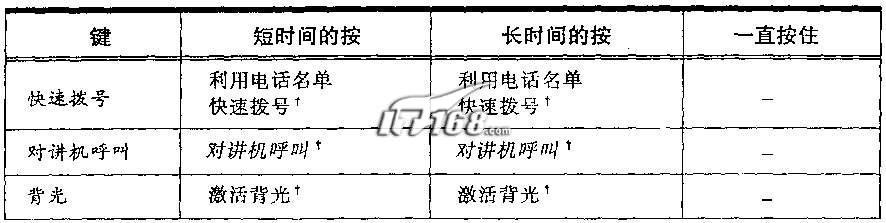 键 短时间的按 长时间的按 一直按住
快速拨号 利用电话名单 利用电话名单 –
快速拨号† 快速拨号†
IT168.com
对讲机呼叫 对讲机呼叫† 对讲机呼叫† –
背光 激活背光† 激活背光† –